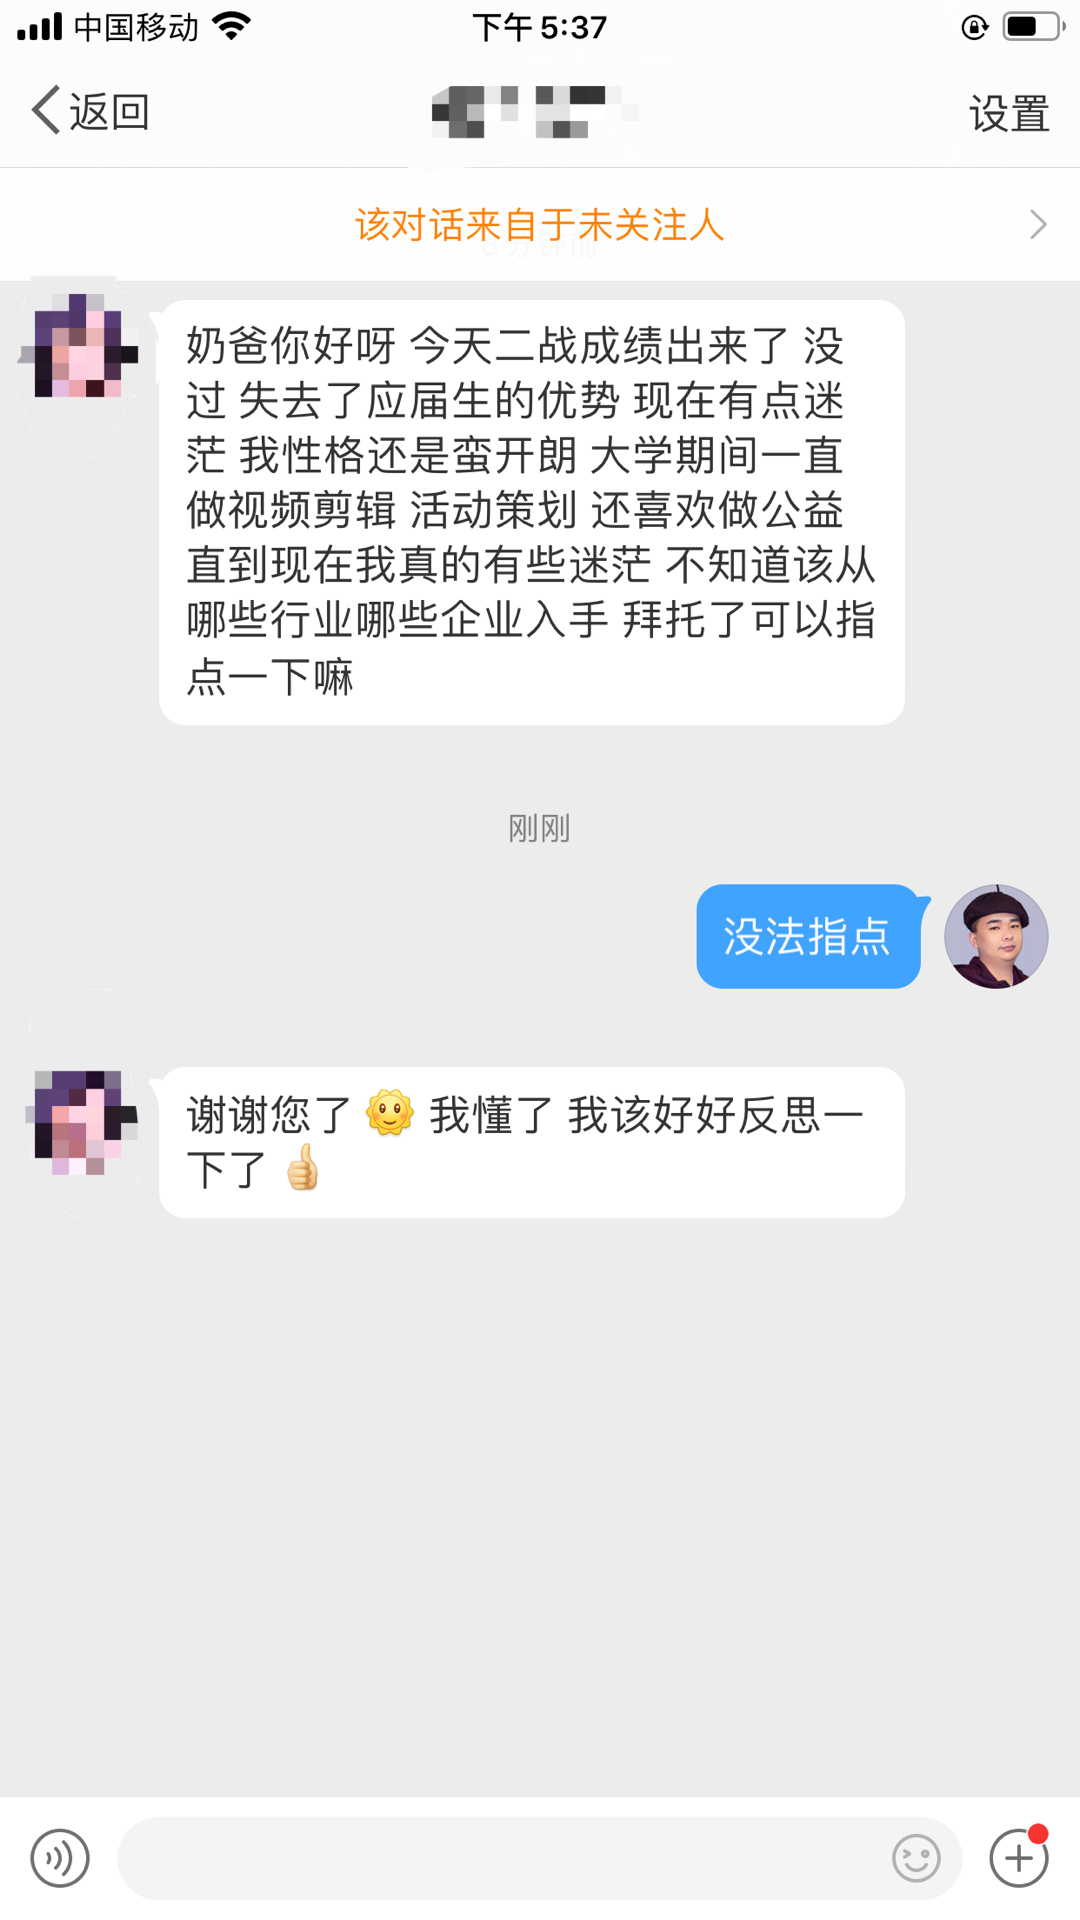 中国移动 下午 5:37
返回 设置
该对话来自于未关注人
奶爸你好呀 今天二战成绩出来了 没
过 失去了应届生的优势 现在有点迷
茫 我性格还是蛮开朗 大学期间一直
做视频剪辑 活动策划 还喜欢做公益
直到现在我真的有些迷茫 不知道该从
哪些行业哪些企业入手 拜托了可以指
点一下嘛
刚刚
没法指点
谢谢您了 我懂了 我该好好反思一
下了